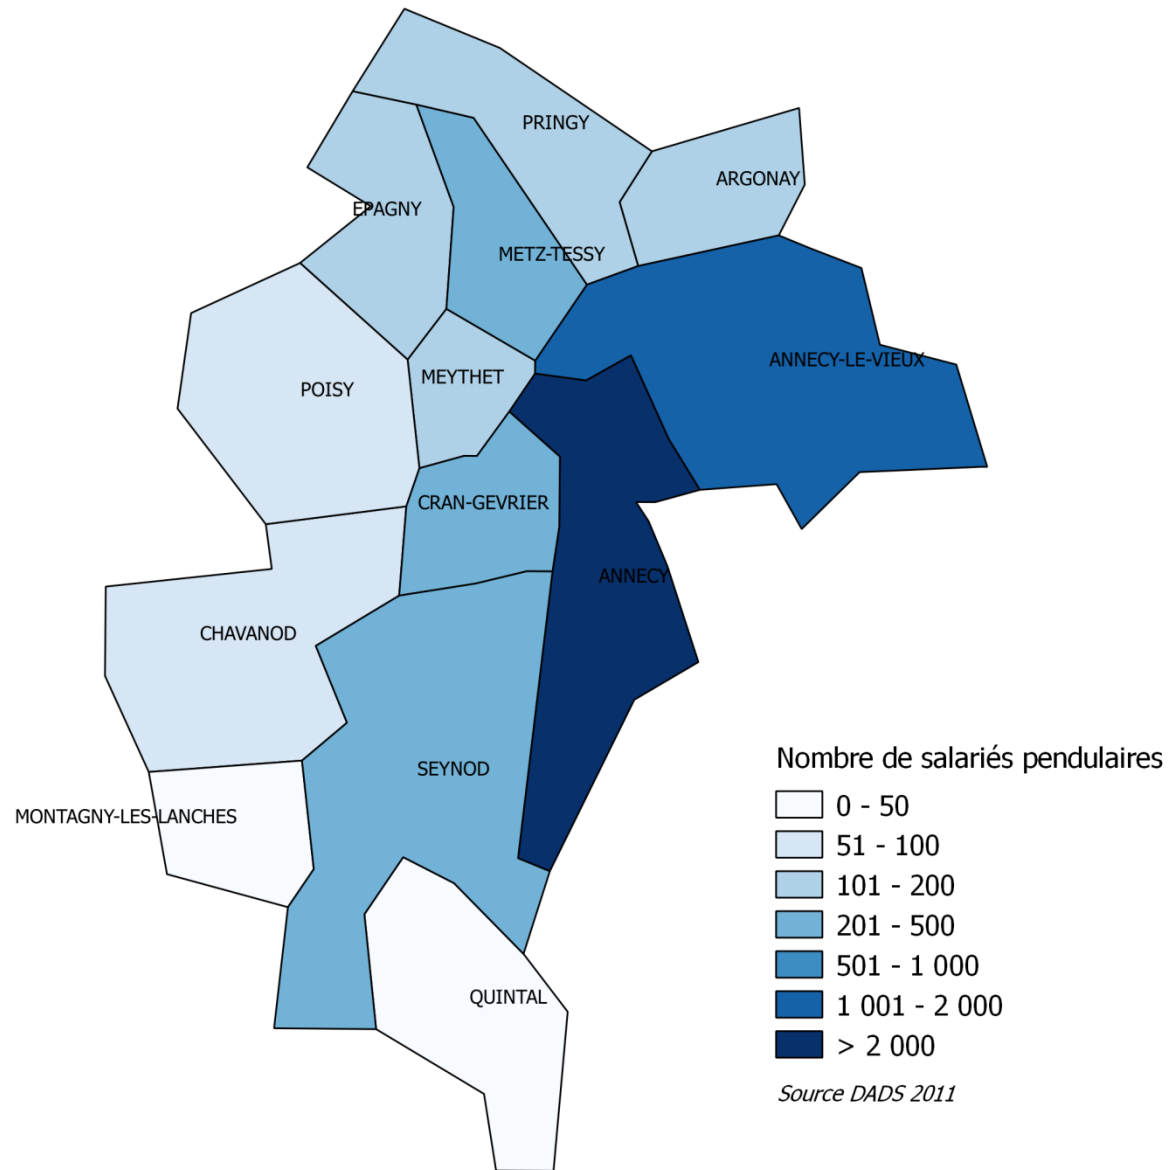 PRINGY
ARGONAY
EPAGNY
METZ-TESSY
ANNECY-LE-VIEUX
MEYTHET
POISY
CRAN-GEVRIER
ANNECY
CHAVANOD
SEYNOD
MONTAGNY-LES-LANCHES
QUINTAL
Nombre de salariés pendulaires
0 - 50
51 - 100
101 - 200
201 - 500
501 - 1 000
1 001 - 2 000
> 2 000
Source DADS 2011